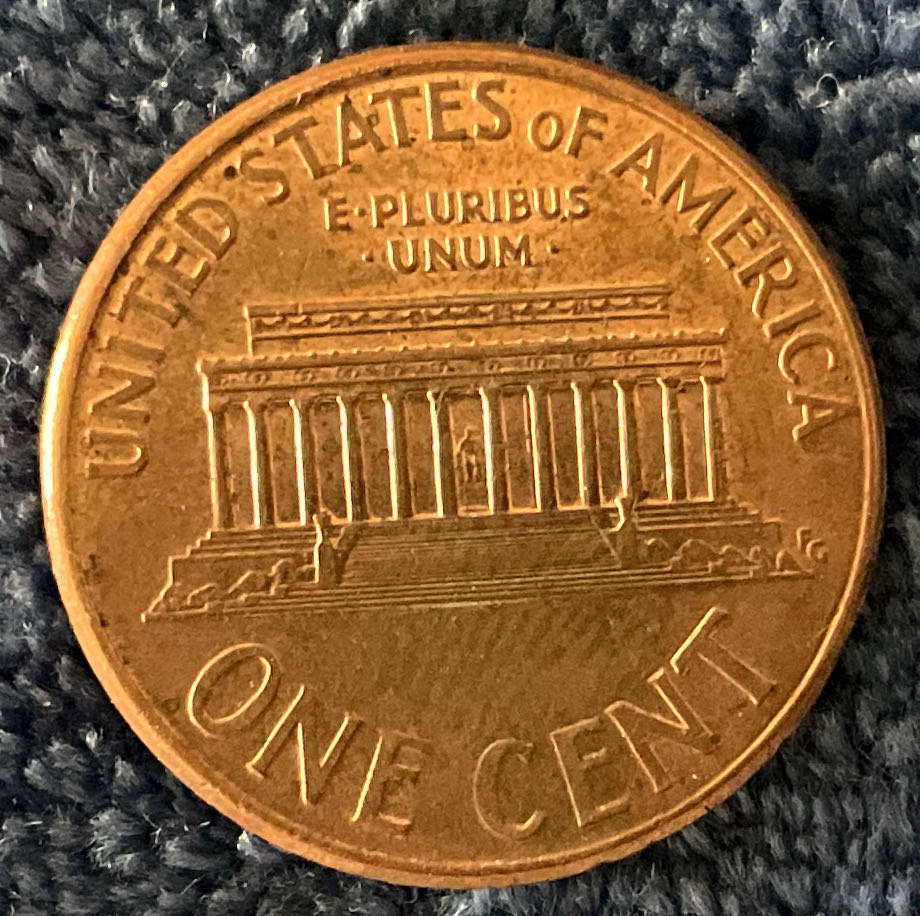 UNITED STATES OF AMERICA
E·PLURIBUS
·UNUM·
ONE CENT